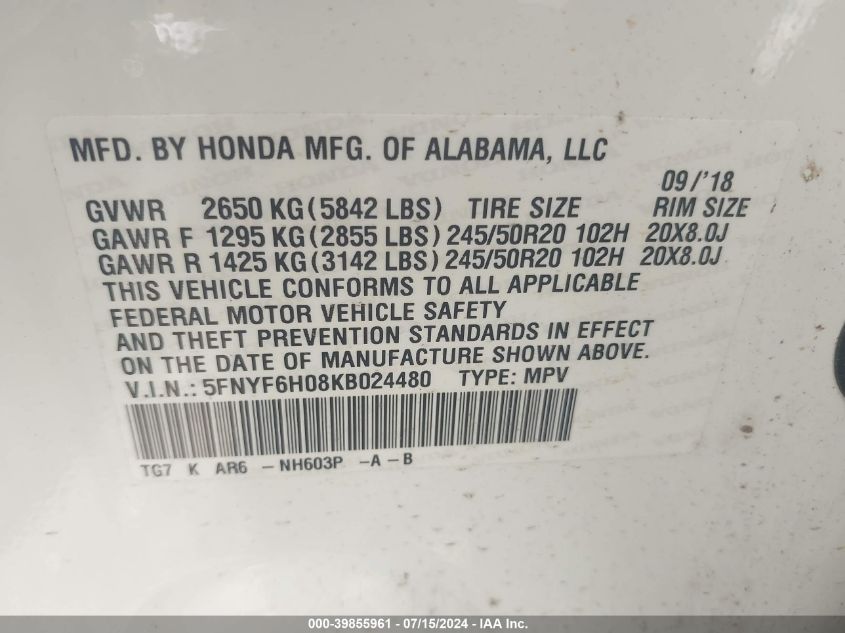 MFD. BY HONDA MFG. OF ALABAMA, LLC
09/'18
GVWR 2650 KG(5842 LBS) TIRE SIZE RIM SIZE
GAWR F 1295 KG(2855 LBS) 245/50R20 102H 20X8.0J
GAWR R 1425 KG(3142 LBS) 245/50R20 102H 20X8.0J
THIS VEHICLE CONFORMS TO ALL APPLICABLE
FEDERAL MOTOR VEHICLE SAFETY
AND THEFT PREVENTION STANDARDS IN EFFECT
ON THE DATE OF MANUFACTURE SHOWN ABOVE.
V.I.N.: 5FNYF6H08KB024480 TYPE: MPV
TG7 K AR6 - NH603P -A-B
000-39855961 - 07/15/2024 - IAA Inc.